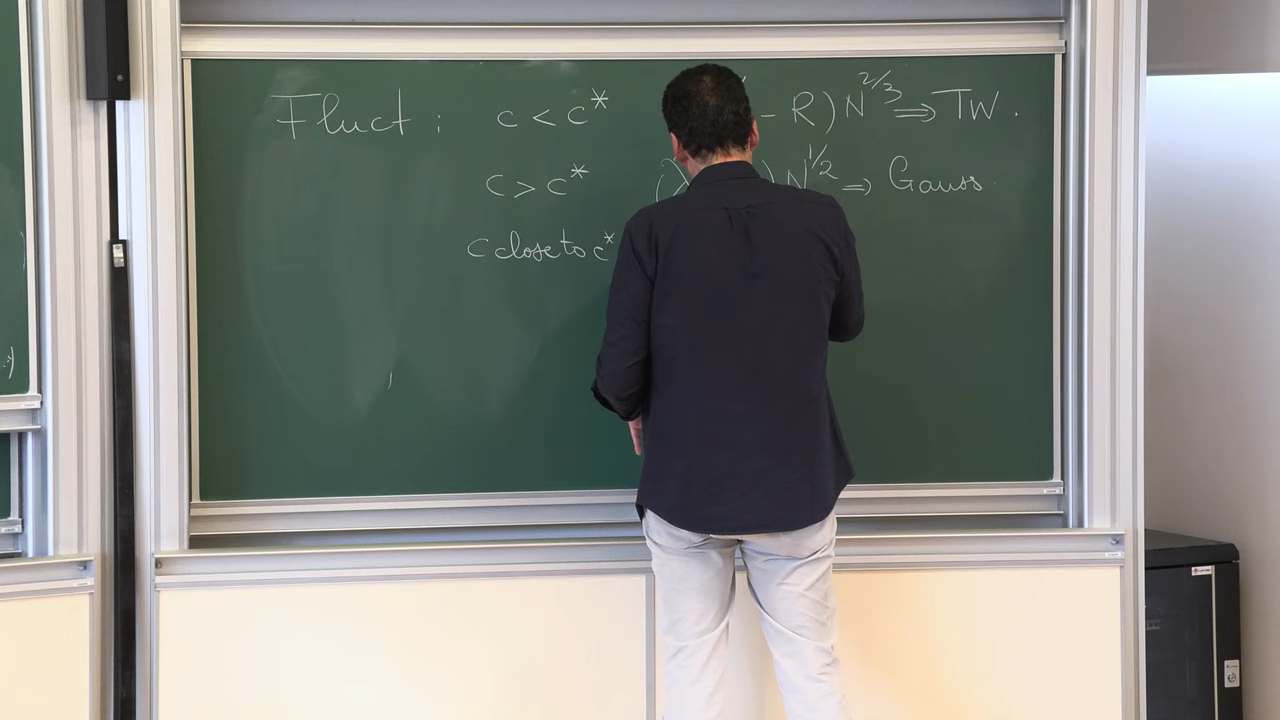 Fluct : c < c* - R) N^{2/3} ⇒ TW.
c > c* (λ ) N^{1/2} ⇒ Gauss.
c close to c*